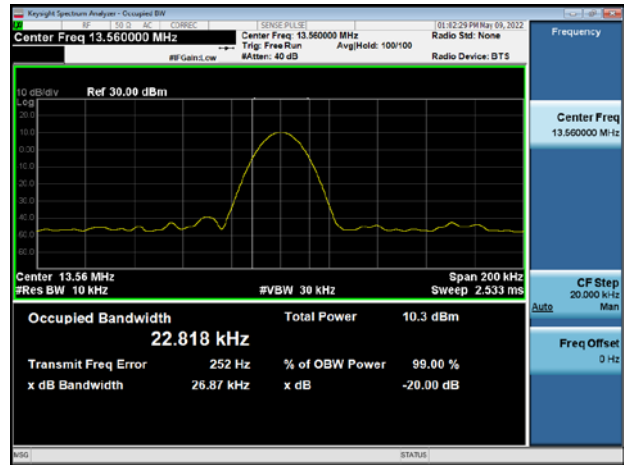 Keysight Spectrum Analyzer - Occupied BW
RF 50 Ω AC CORREC SENSE:PULSE 01:02:29 PM May 09, 2022
Center Freq 13.560000 MHz Center Freq: 13.560000 MHz Radio Std: None
Trig: Free Run Avg|Hold: 100/100
#IFGain:Low #Atten: 40 dB Radio Device: BTS
10 dB/div Ref 30.00 dBm
Log
20.0
10.0
0.00
10.0
20.0
30.0
40.0
50.0
60.0
Center 13.56 MHz Span 200 kHz
#Res BW 10 kHz #VBW 30 kHz Sweep 2.533 ms
Occupied Bandwidth Total Power 10.3 dBm
22.818 kHz
Transmit Freq Error 252 Hz % of OBW Power 99.00 %
x dB Bandwidth 26.87 kHz x dB -20.00 dB
MSG STATUS
Frequency
Center Freq
13.560000 MHz
CF Step
20.000 kHz
Auto Man
Freq Offset
0 Hz